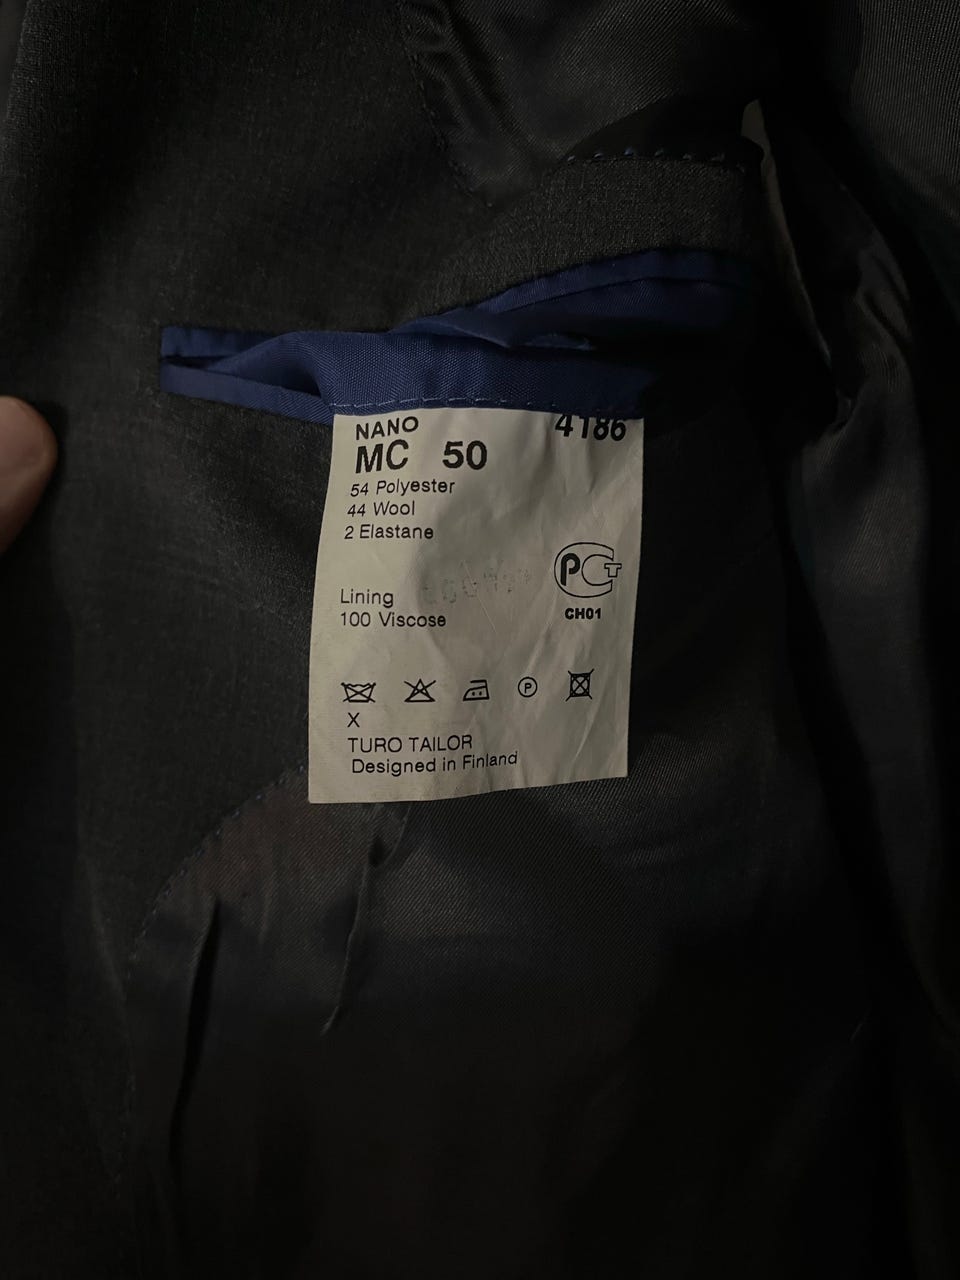 NANO 4186
MC 50
54 Polyester
44 Wool
2 Elastane
Lining
100 Viscose
PCT
CH01
P
X
TURO TAILOR
Designed in Finland